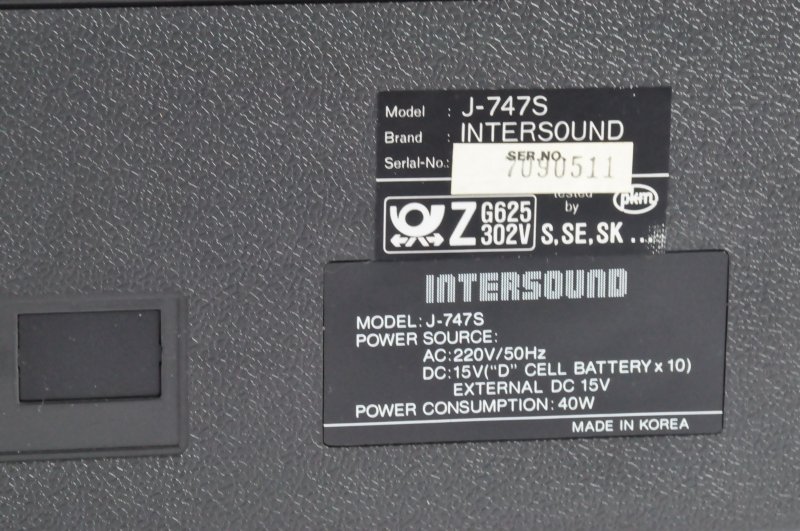 Model : J-747S
Brand : INTERSOUND
Serial-No.:
SER.NO.
7090511
Z G625 302V
tested by
pkm
S, SE, SK ...
INTERSOUND
MODEL: J-747S
POWER SOURCE:
AC: 220V/50Hz
DC: 15V("D" CELL BATTERY x 10)
EXTERNAL DC 15V
POWER CONSUMPTION: 40W
MADE IN KOREA